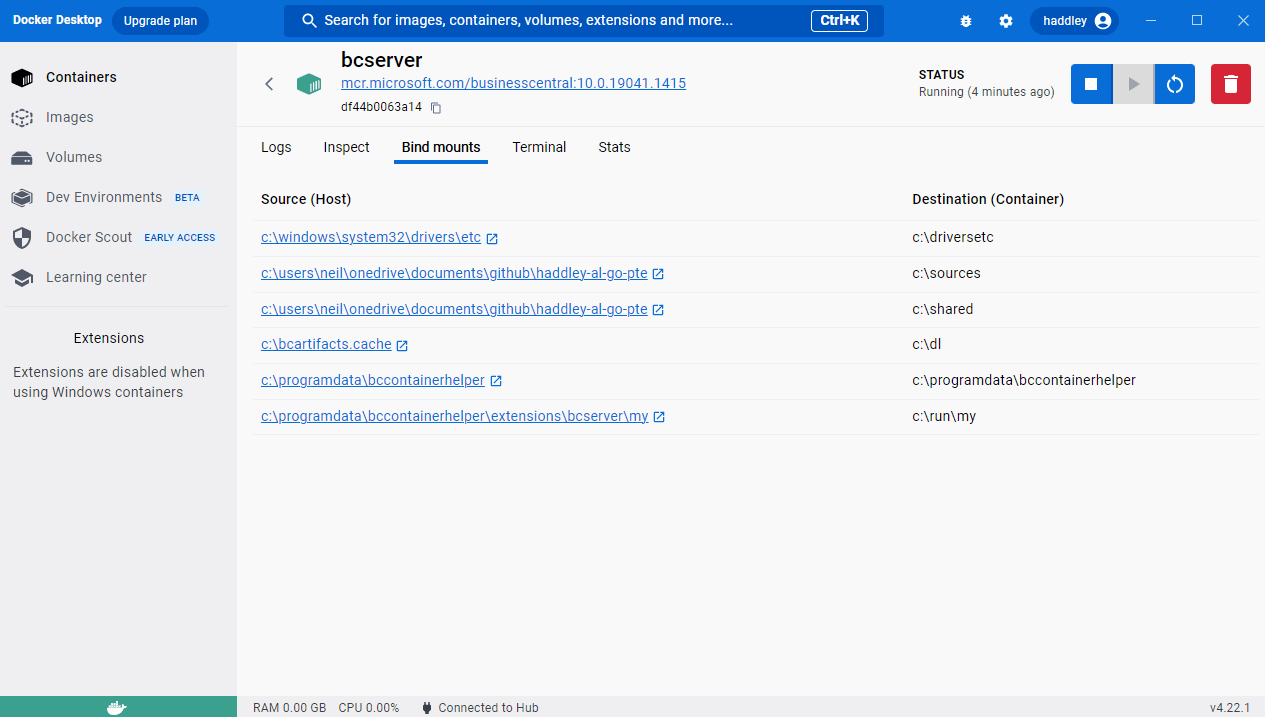 Docker Desktop
Upgrade plan
Search for images, containers, volumes, extensions and more...
Ctrl+K
haddley
Containers
Images
Volumes
Dev Environments BETA
Docker Scout EARLY ACCESS
Learning center
Extensions
Extensions are disabled when
using Windows containers
bcserver
mcr.microsoft.com/businesscentral:10.0.19041.1415
df44b0063a14
STATUS
Running (4 minutes ago)
Logs Inspect Bind mounts Terminal Stats
Source (Host) Destination (Container)
c:\windows\system32\drivers\etc c:\driversetc
c:\users\neil\onedrive\documents\github\haddley-al-go-pte c:\sources
c:\users\neil\onedrive\documents\github\haddley-al-go-pte c:\shared
c:\bcartifacts.cache c:\dl
c:\programdata\bccontainerhelper c:\programdata\bccontainerhelper
c:\programdata\bccontainerhelper\extensions\bcserver\my c:\run\my
RAM 0.00 GB CPU 0.00% Connected to Hub v4.22.1